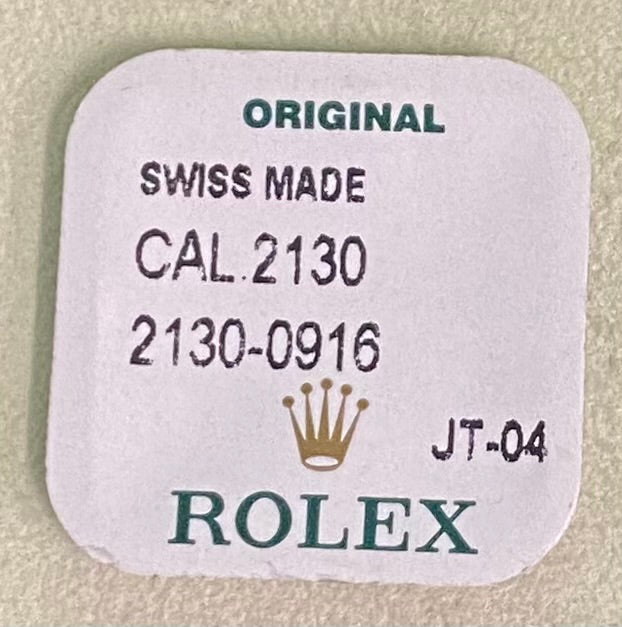 ORIGINAL
SWISS MADE
CAL.2130
2130-0916
JT-04
ROLEX